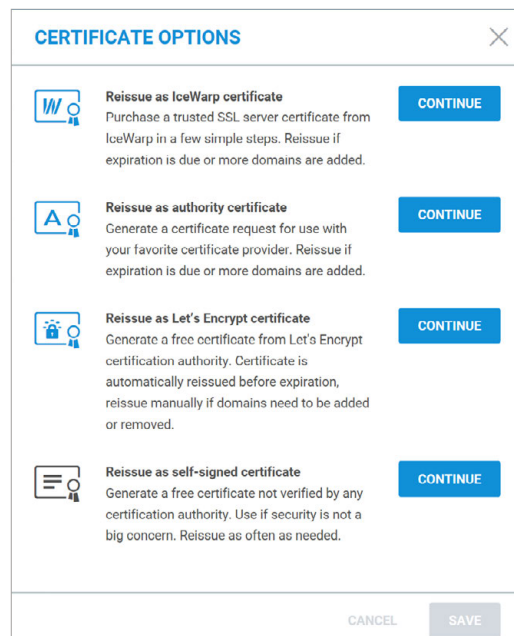 CERTIFICATE OPTIONS
Reissue as IceWarp certificate
Purchase a trusted SSL server certificate from
IceWarp in a few simple steps. Reissue if
expiration is due or more domains are added.
CONTINUE
Reissue as authority certificate
Generate a certificate request for use with
your favorite certificate provider. Reissue if
expiration is due or more domains are added.
CONTINUE
Reissue as Let's Encrypt certificate
Generate a free certificate from Let's Encrypt
certification authority. Certificate is
automatically reissued before expiration,
reissue manually if domains need to be added
or removed.
CONTINUE
Reissue as self-signed certificate
Generate a free certificate not verified by any
certification authority. Use if security is not a
big concern. Reissue as often as needed.
CONTINUE
CANCEL
SAVE